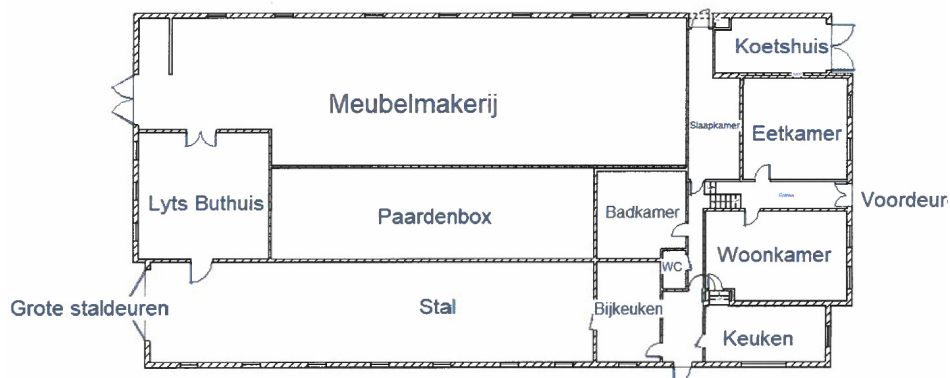 Koetshuis
Meubelmakerij
Slaapkamer
Eetkamer
Lyts Buthuis
Paardenbox
Badkamer
Voordeur
Woonkamer
WC
Grote staldeuren
Stal
Bijkeuken
Keuken